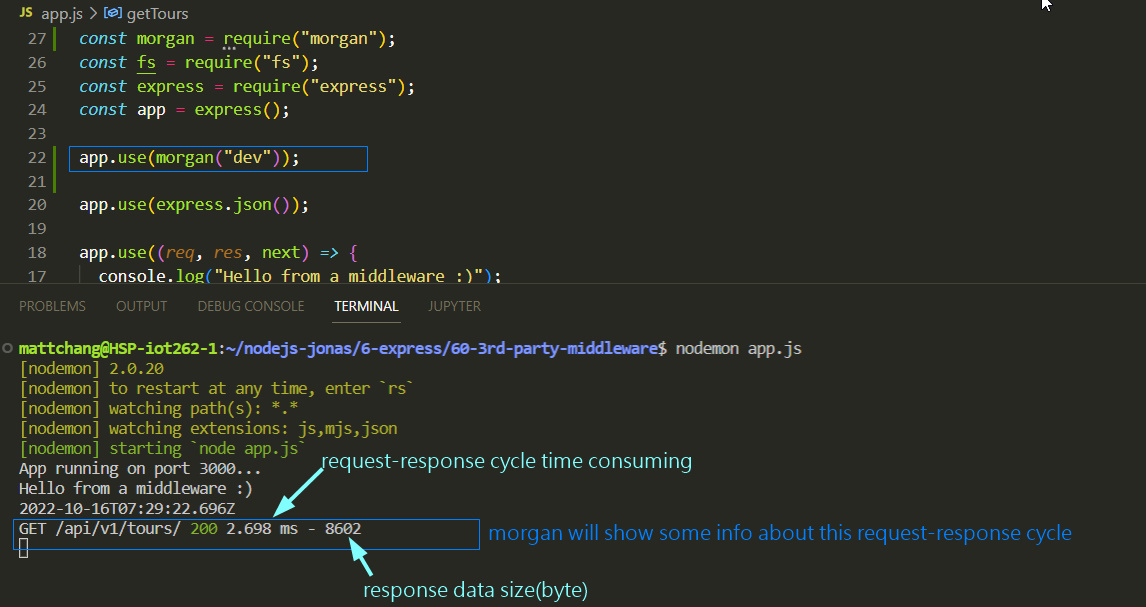 JS app.js > getTours
27 const morgan = require("morgan");
26 const fs = require("fs");
25 const express = require("express");
24 const app = express();
23
22 app.use(morgan("dev"));
21
20 app.use(express.json());
19
18 app.use((req, res, next) => {
17 console.log("Hello from a middleware :)");
PROBLEMS OUTPUT DEBUG CONSOLE TERMINAL JUPYTER
mattchang@HSP-iot262-1:~/nodejs-jonas/6-express/60-3rd-party-middleware$ nodemon app.js
[nodemon] 2.0.20
[nodemon] to restart at any time, enter `rs`
[nodemon] watching path(s): *.*
[nodemon] watching extensions: js,mjs,json
[nodemon] starting `node app.js`
request-response cycle time consuming
App running on port 3000...
Hello from a middleware :)
2022-10-16T07:29:22.696Z
GET /api/v1/tours/ 200 2.698 ms - 8602
morgan will show some info about this request-response cycle
response data size(byte)